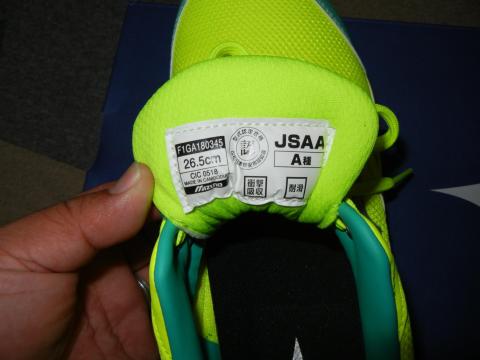 F1GA180345
26.5cm
CIC 0518
MADE IN CAMBODIA
MIZUNO
JSAA
A種
衝撃
吸収
耐滑